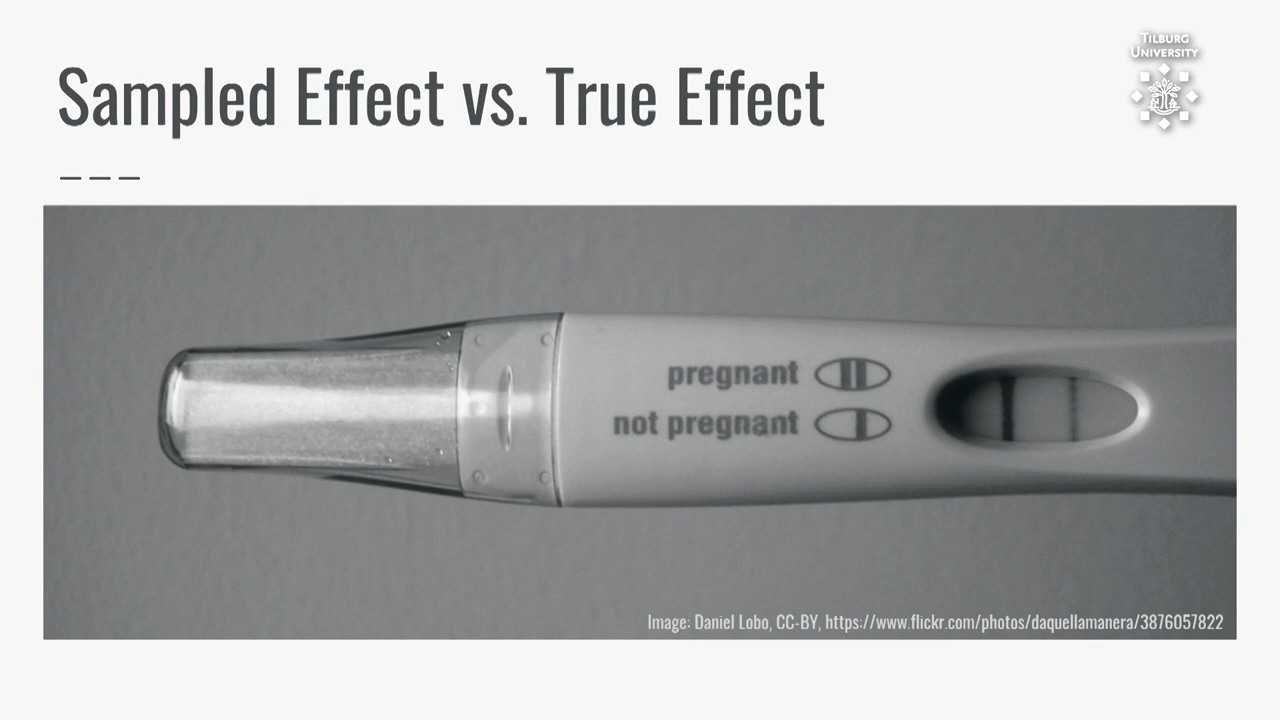 Sampled Effect vs. True Effect
TILBURG
UNIVERSITY
pregnant
not pregnant
Image: Daniel Lobo, CC-BY, https://www.flickr.com/photos/daquellamanera/3876057822